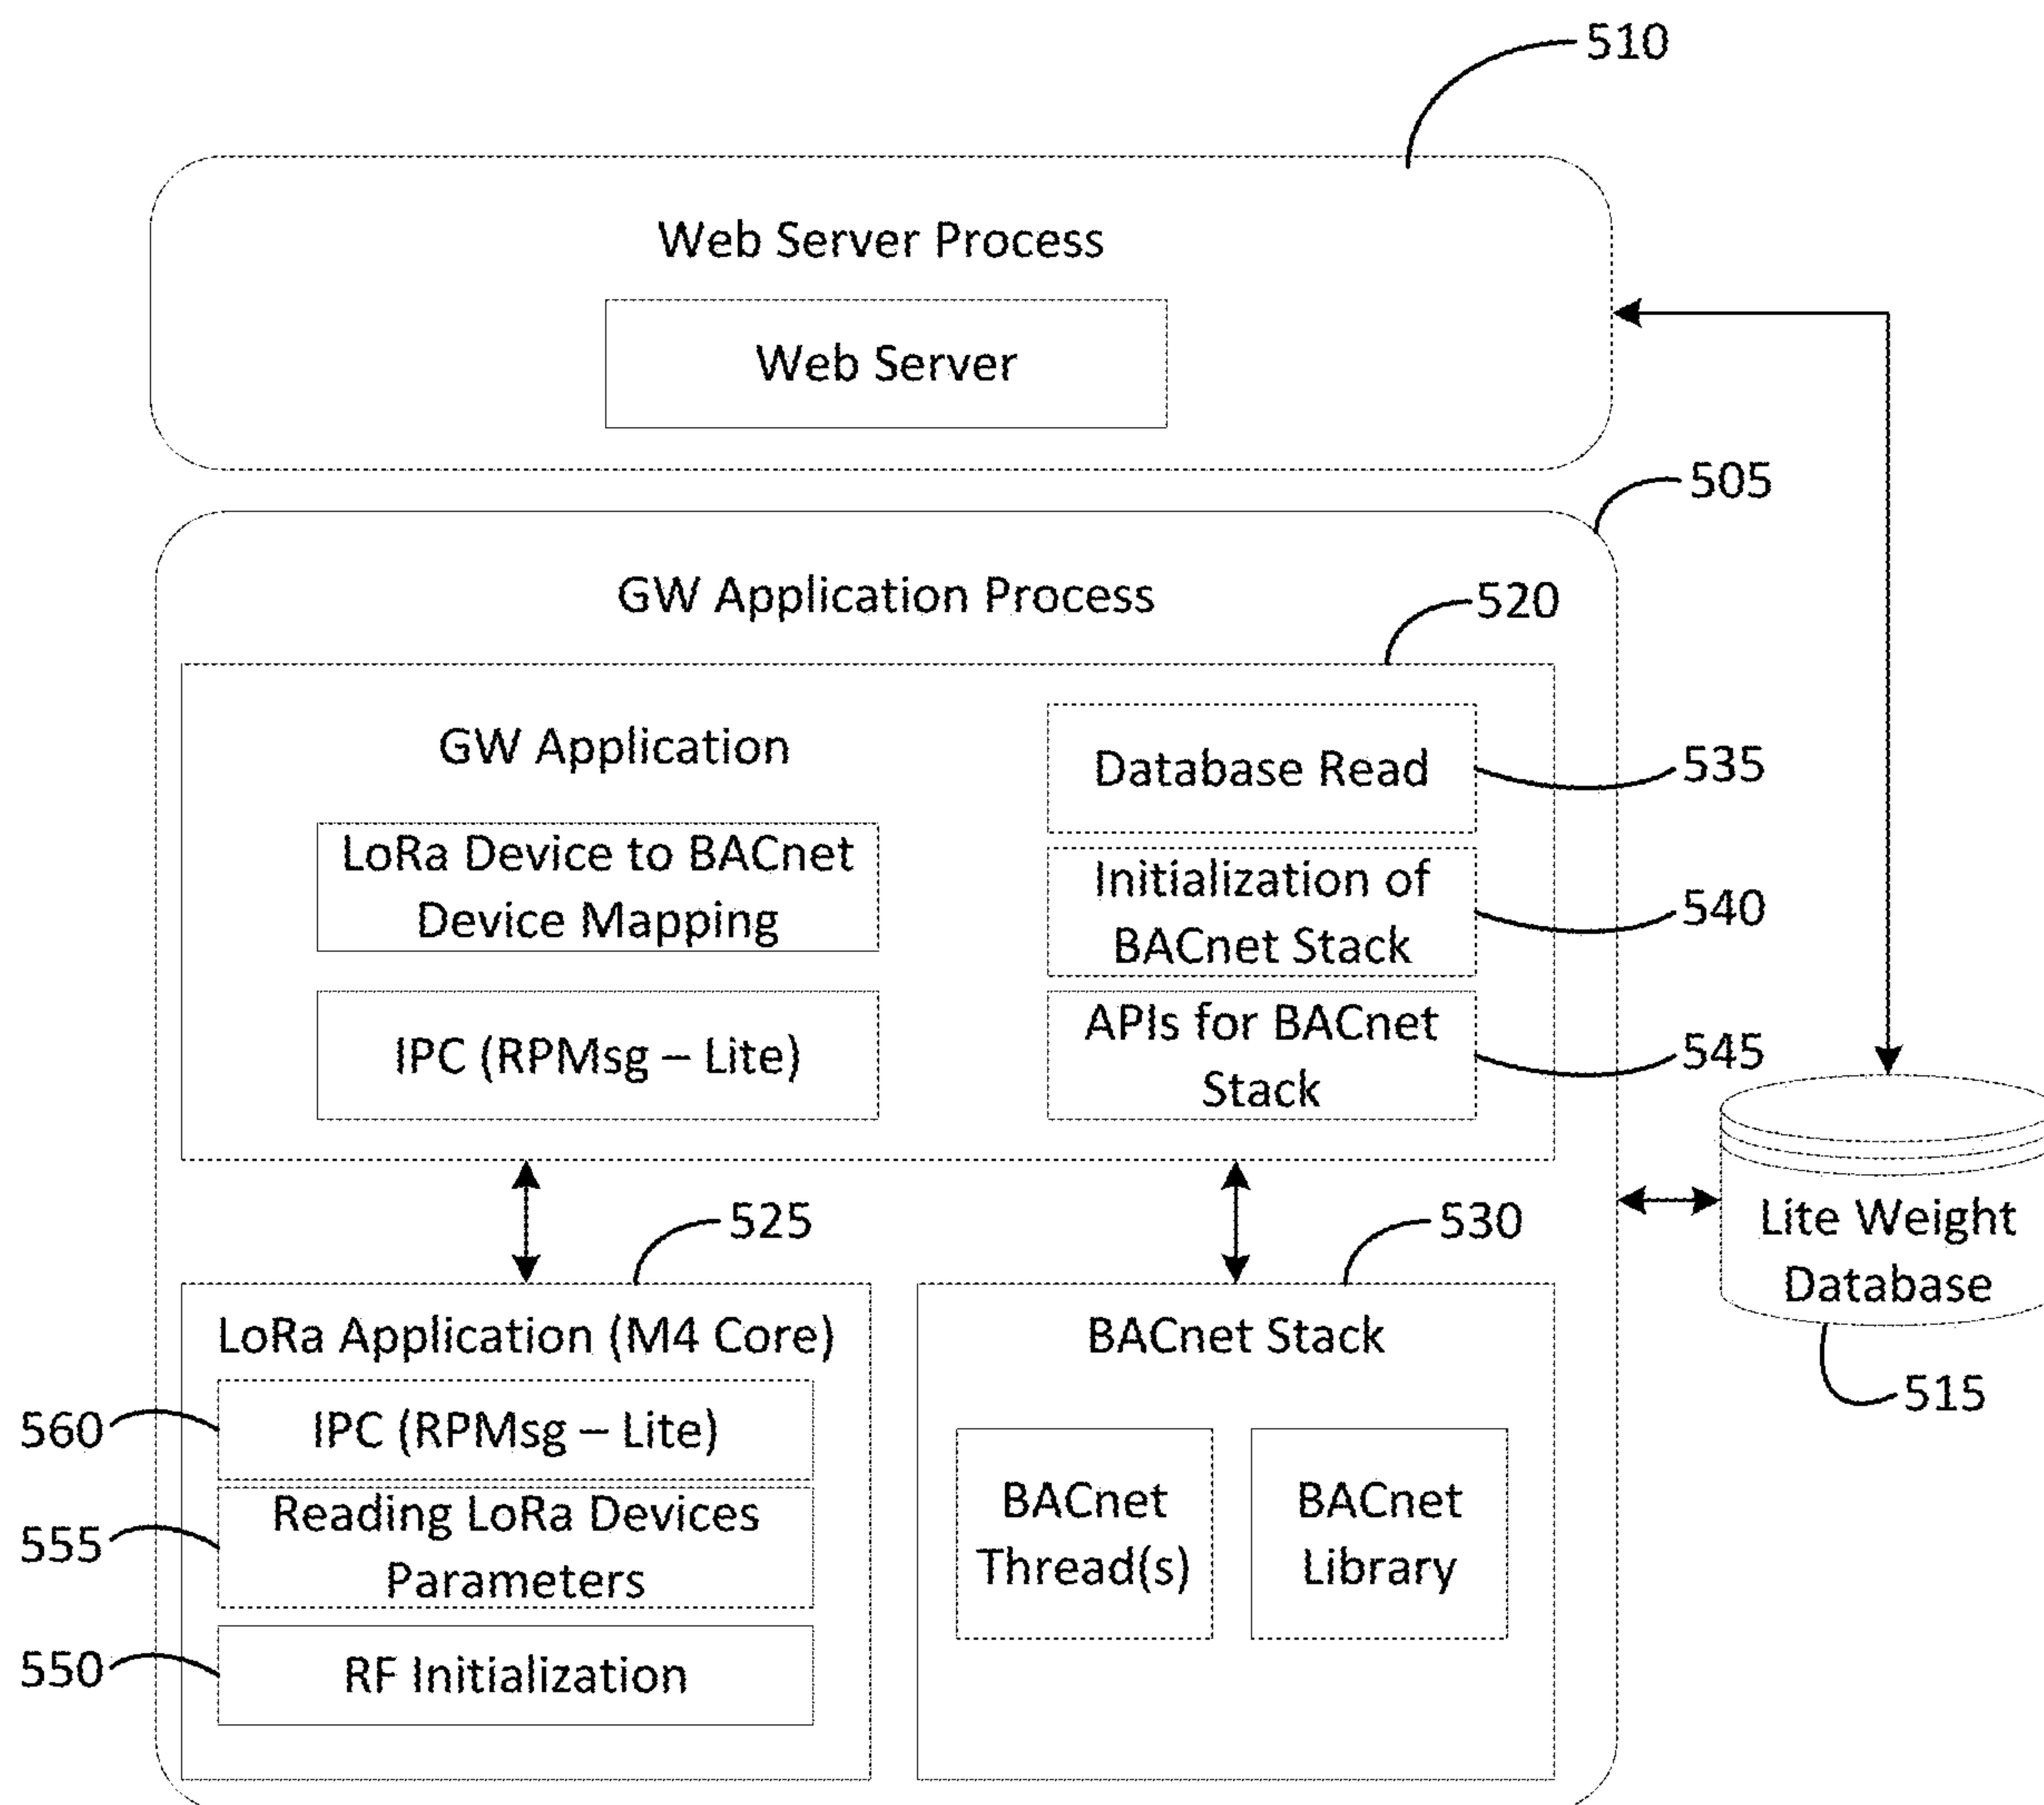 510
Web Server Process
Web Server
505
GW Application Process
520
GW Application
Database Read
535
LoRa Device to BACnet
Device Mapping
Initialization of
BACnet Stack
540
IPC (RPMsg – Lite)
APIs for BACnet
Stack
545
525
530
Lite Weight
Database
515
LoRa Application (M4 Core)
560
IPC (RPMsg – Lite)
555
Reading LoRa Devices
Parameters
550
RF Initialization
BACnet Stack
BACnet
Thread(s)
BACnet
Library